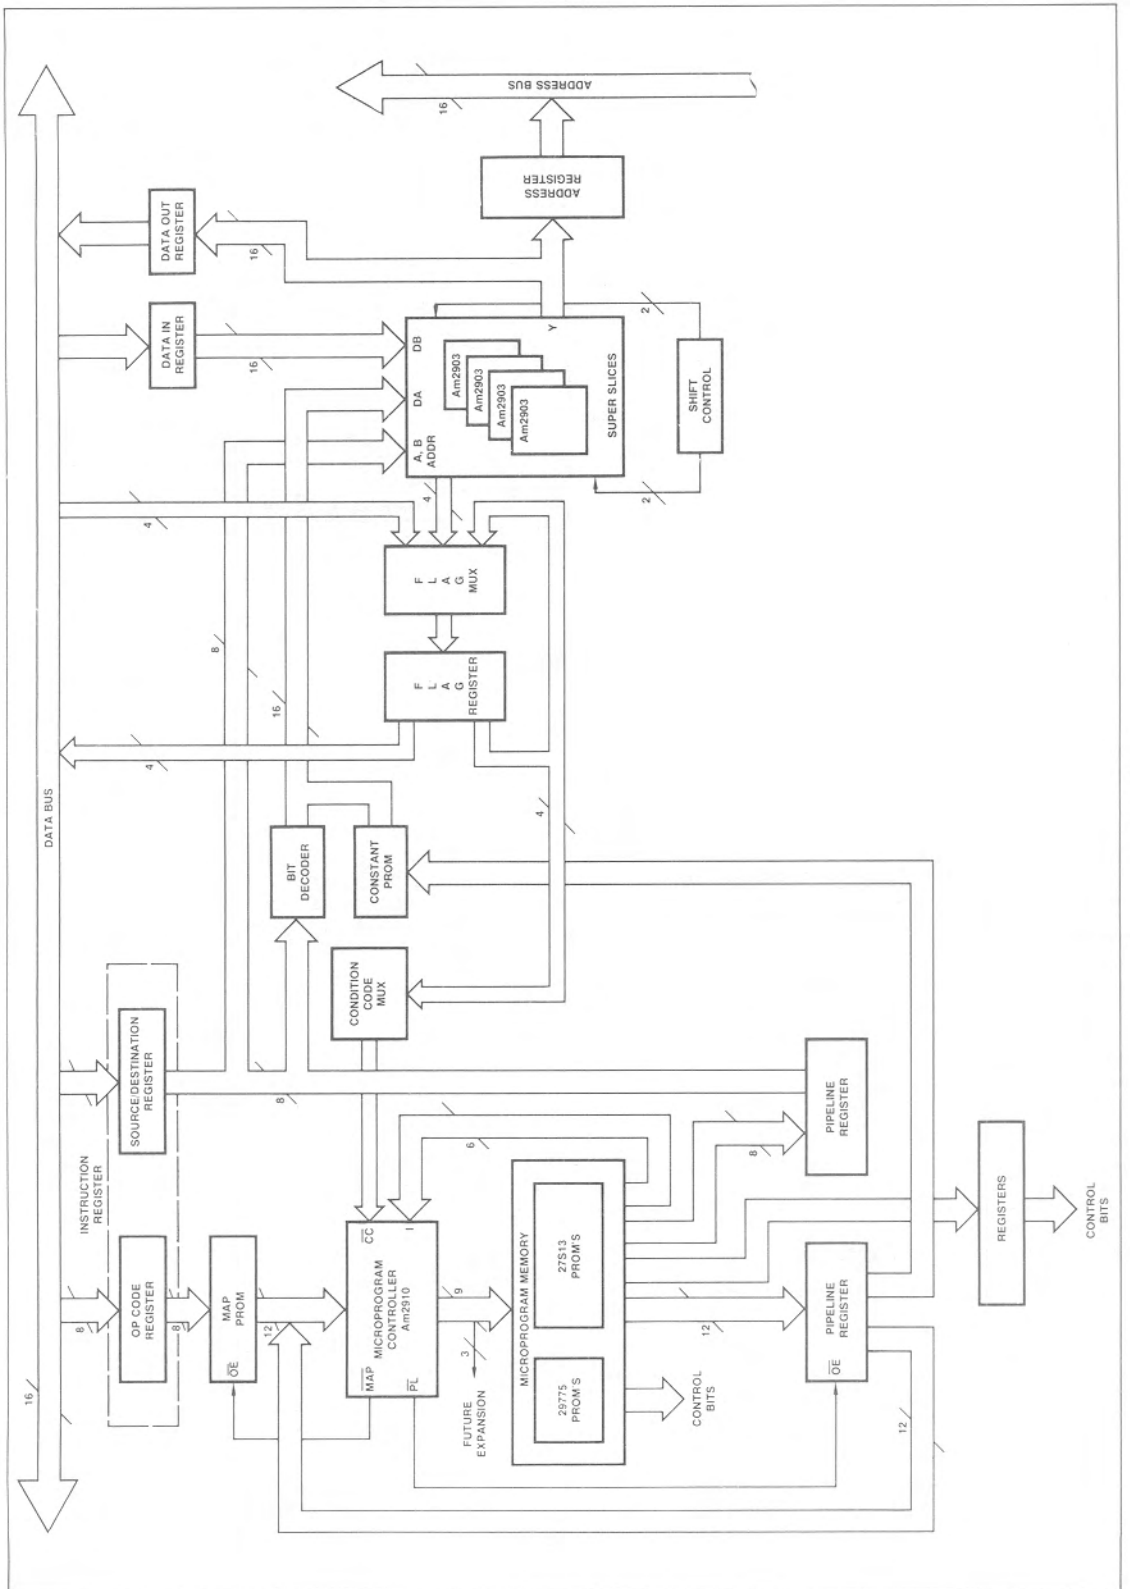 DATA BUS
16
INSTRUCTION
REGISTER
8
OP CODE
REGISTER
8
SOURCE/DESTINATION
REGISTER
MAP
PROM
OE
12
MICROPROGRAM
CONTROLLER
Am2910
CC
I
MAP
PL
CONDITION
CODE
MUX
8
BIT
DECODER
CONSTANT
PROM
16
8
4
FLAG
REGISTER
FLAG
MUX
4
4
4
A, B
ADDR
DA
DB
Am2903
Am2903
Am2903
Am2903
SUPER SLICES
Y
DATA IN
REGISTER
16
DATA OUT
REGISTER
16
SHIFT
CONTROL
2
2
ADDRESS
REGISTER
ADDRESS BUS
16
9
3
FUTURE
EXPANSION
6
MICROPROGRAM MEMORY
29775
PROM'S
27S13
PROM'S
CONTROL
BITS
12
8
PIPELINE
REGISTER
OE
PIPELINE
REGISTER
12
REGISTERS
CONTROL
BITS